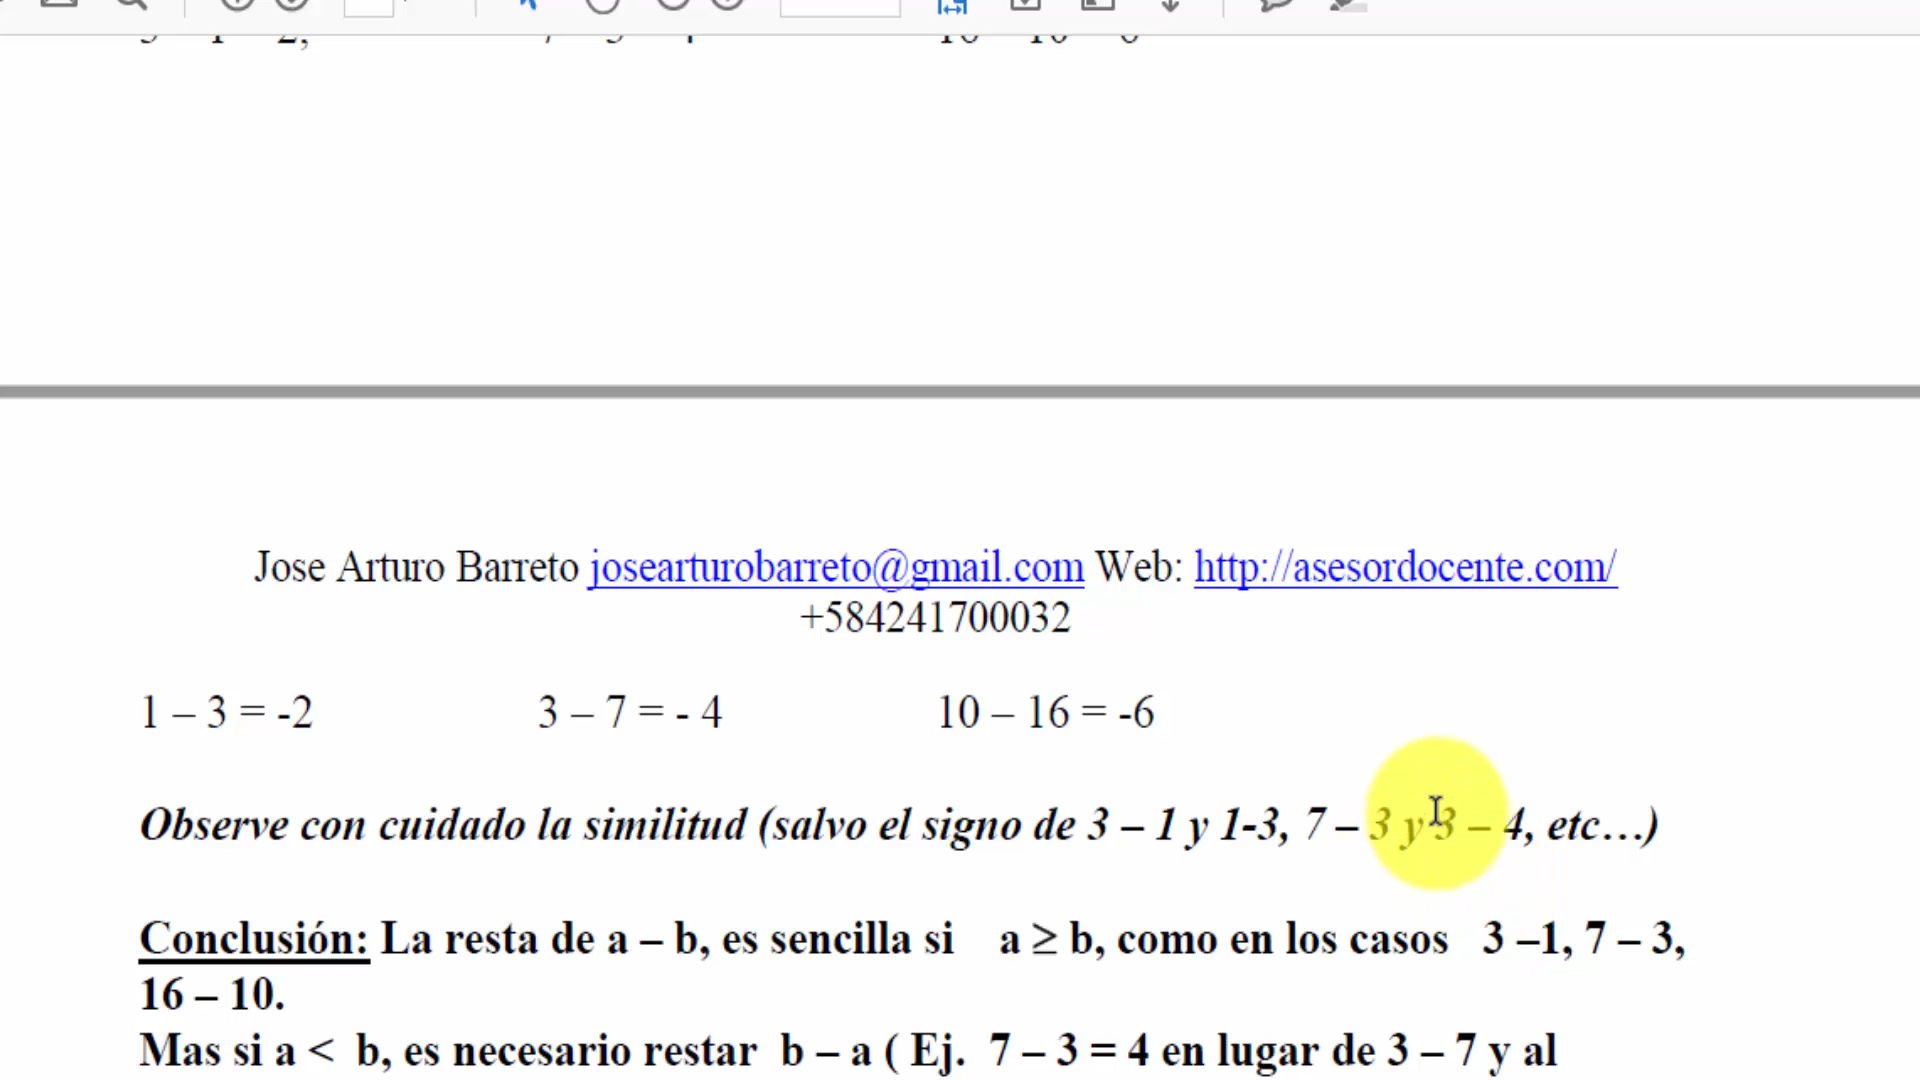 Jose Arturo Barreto josearturobarreto@gmail.com Web: http://asesordocente.com/
+584241700032
1 – 3 = -2 3 – 7 = - 4 10 – 16 = -6
Observe con cuidado la similitud (salvo el signo de 3 – 1 y 1-3, 7 – 3 y 3 – 4, etc…)
Conclusión: La resta de a – b, es sencilla si a ≥ b, como en los casos 3 –1, 7 – 3,
16 – 10.
Mas si a < b, es necesario restar b – a ( Ej. 7 – 3 = 4 en lugar de 3 – 7 y al